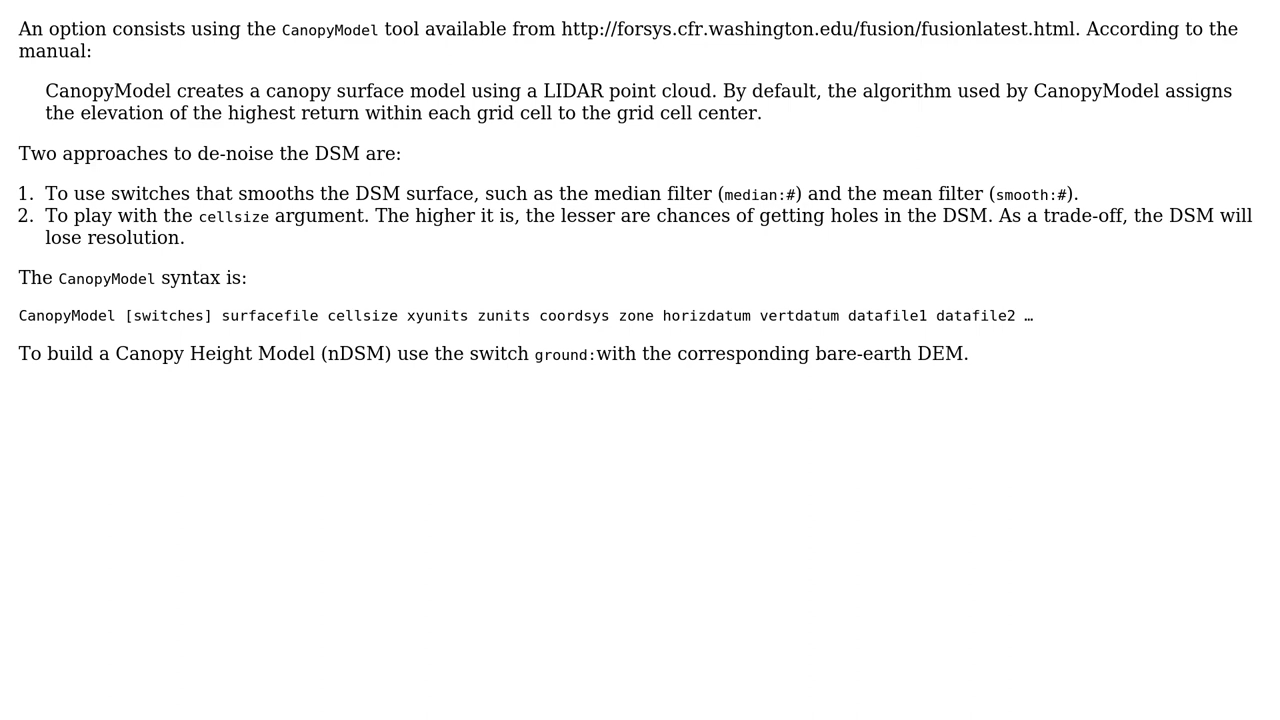 An option consists using the CanopyModel tool available from http://forsys.cfr.washington.edu/fusion/fusionlatest.html. According to the
manual:
CanopyModel creates a canopy surface model using a LIDAR point cloud. By default, the algorithm used by CanopyModel assigns
the elevation of the highest return within each grid cell to the grid cell center.
Two approaches to de-noise the DSM are:
1. To use switches that smooths the DSM surface, such as the median filter (median:#) and the mean filter (smooth:#).
2. To play with the cellsize argument. The higher it is, the lesser are chances of getting holes in the DSM. As a trade-off, the DSM will
lose resolution.
The CanopyModel syntax is:
CanopyModel [switches] surfacefile cellsize xyunits zunits coordsys zone horizdatum vertdatum datafile1 datafile2 …
To build a Canopy Height Model (nDSM) use the switch ground:with the corresponding bare-earth DEM.